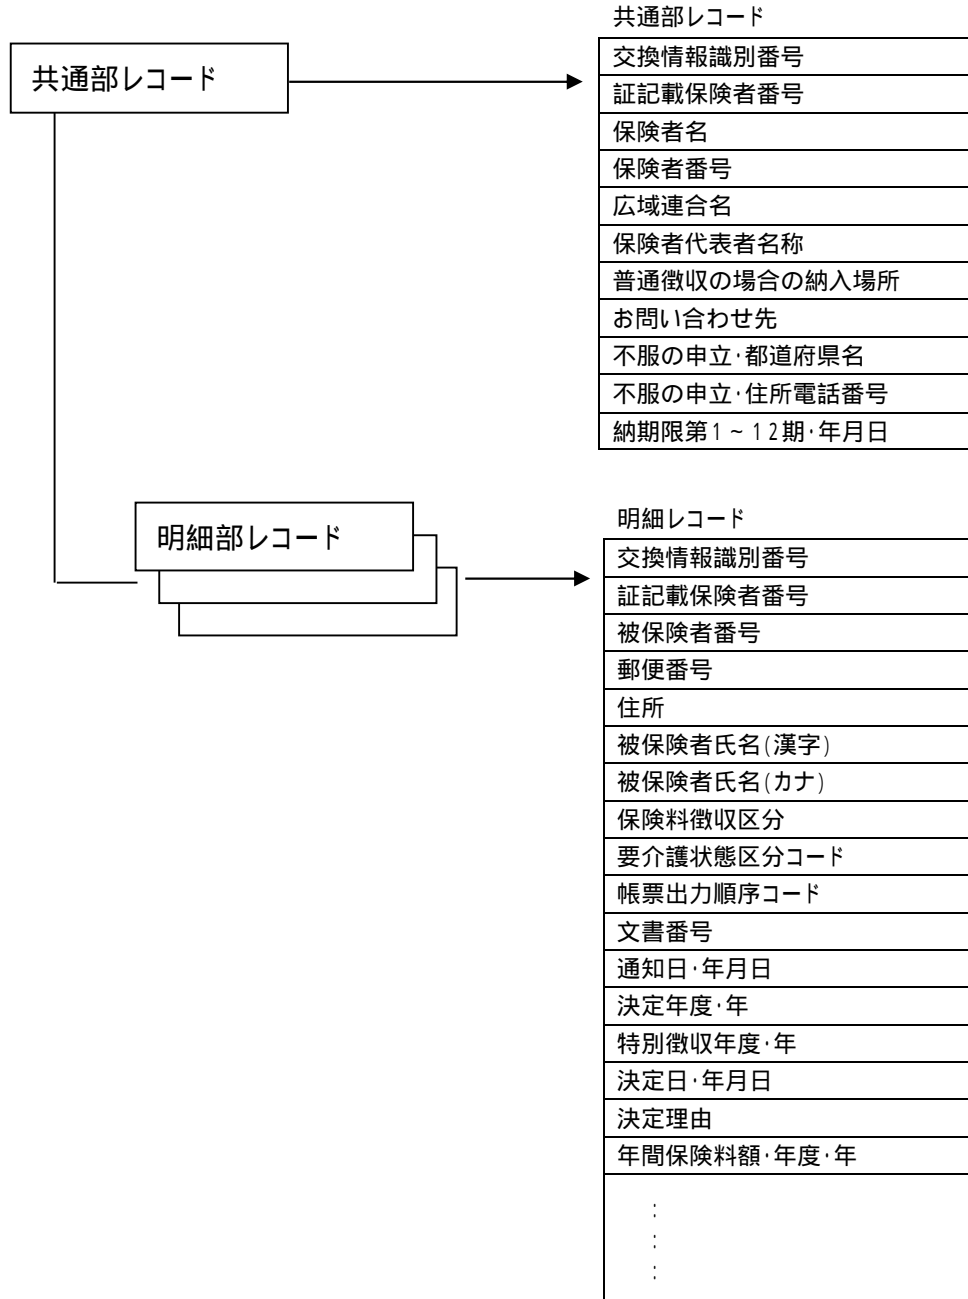 共通部レコード
共通部レコード
交換情報識別番号
証記載保険者番号
保険者名
保険者番号
広域連合名
保険者代表者名称
普通徴収の場合の納入場所
お問い合わせ先
不服の申立・都道府県名
不服の申立・住所電話番号
納期限第1~12期・年月日
明細部レコード
明細レコード
交換情報識別番号
証記載保険者番号
被保険者番号
郵便番号
住所
被保険者氏名(漢字)
被保険者氏名(カナ)
保険料徴収区分
要介護状態区分コード
帳票出力順序コード
文書番号
通知日・年月日
決定年度・年
特別徴収年度・年
決定日・年月日
決定理由
年間保険料額・年度・年
:
:
: